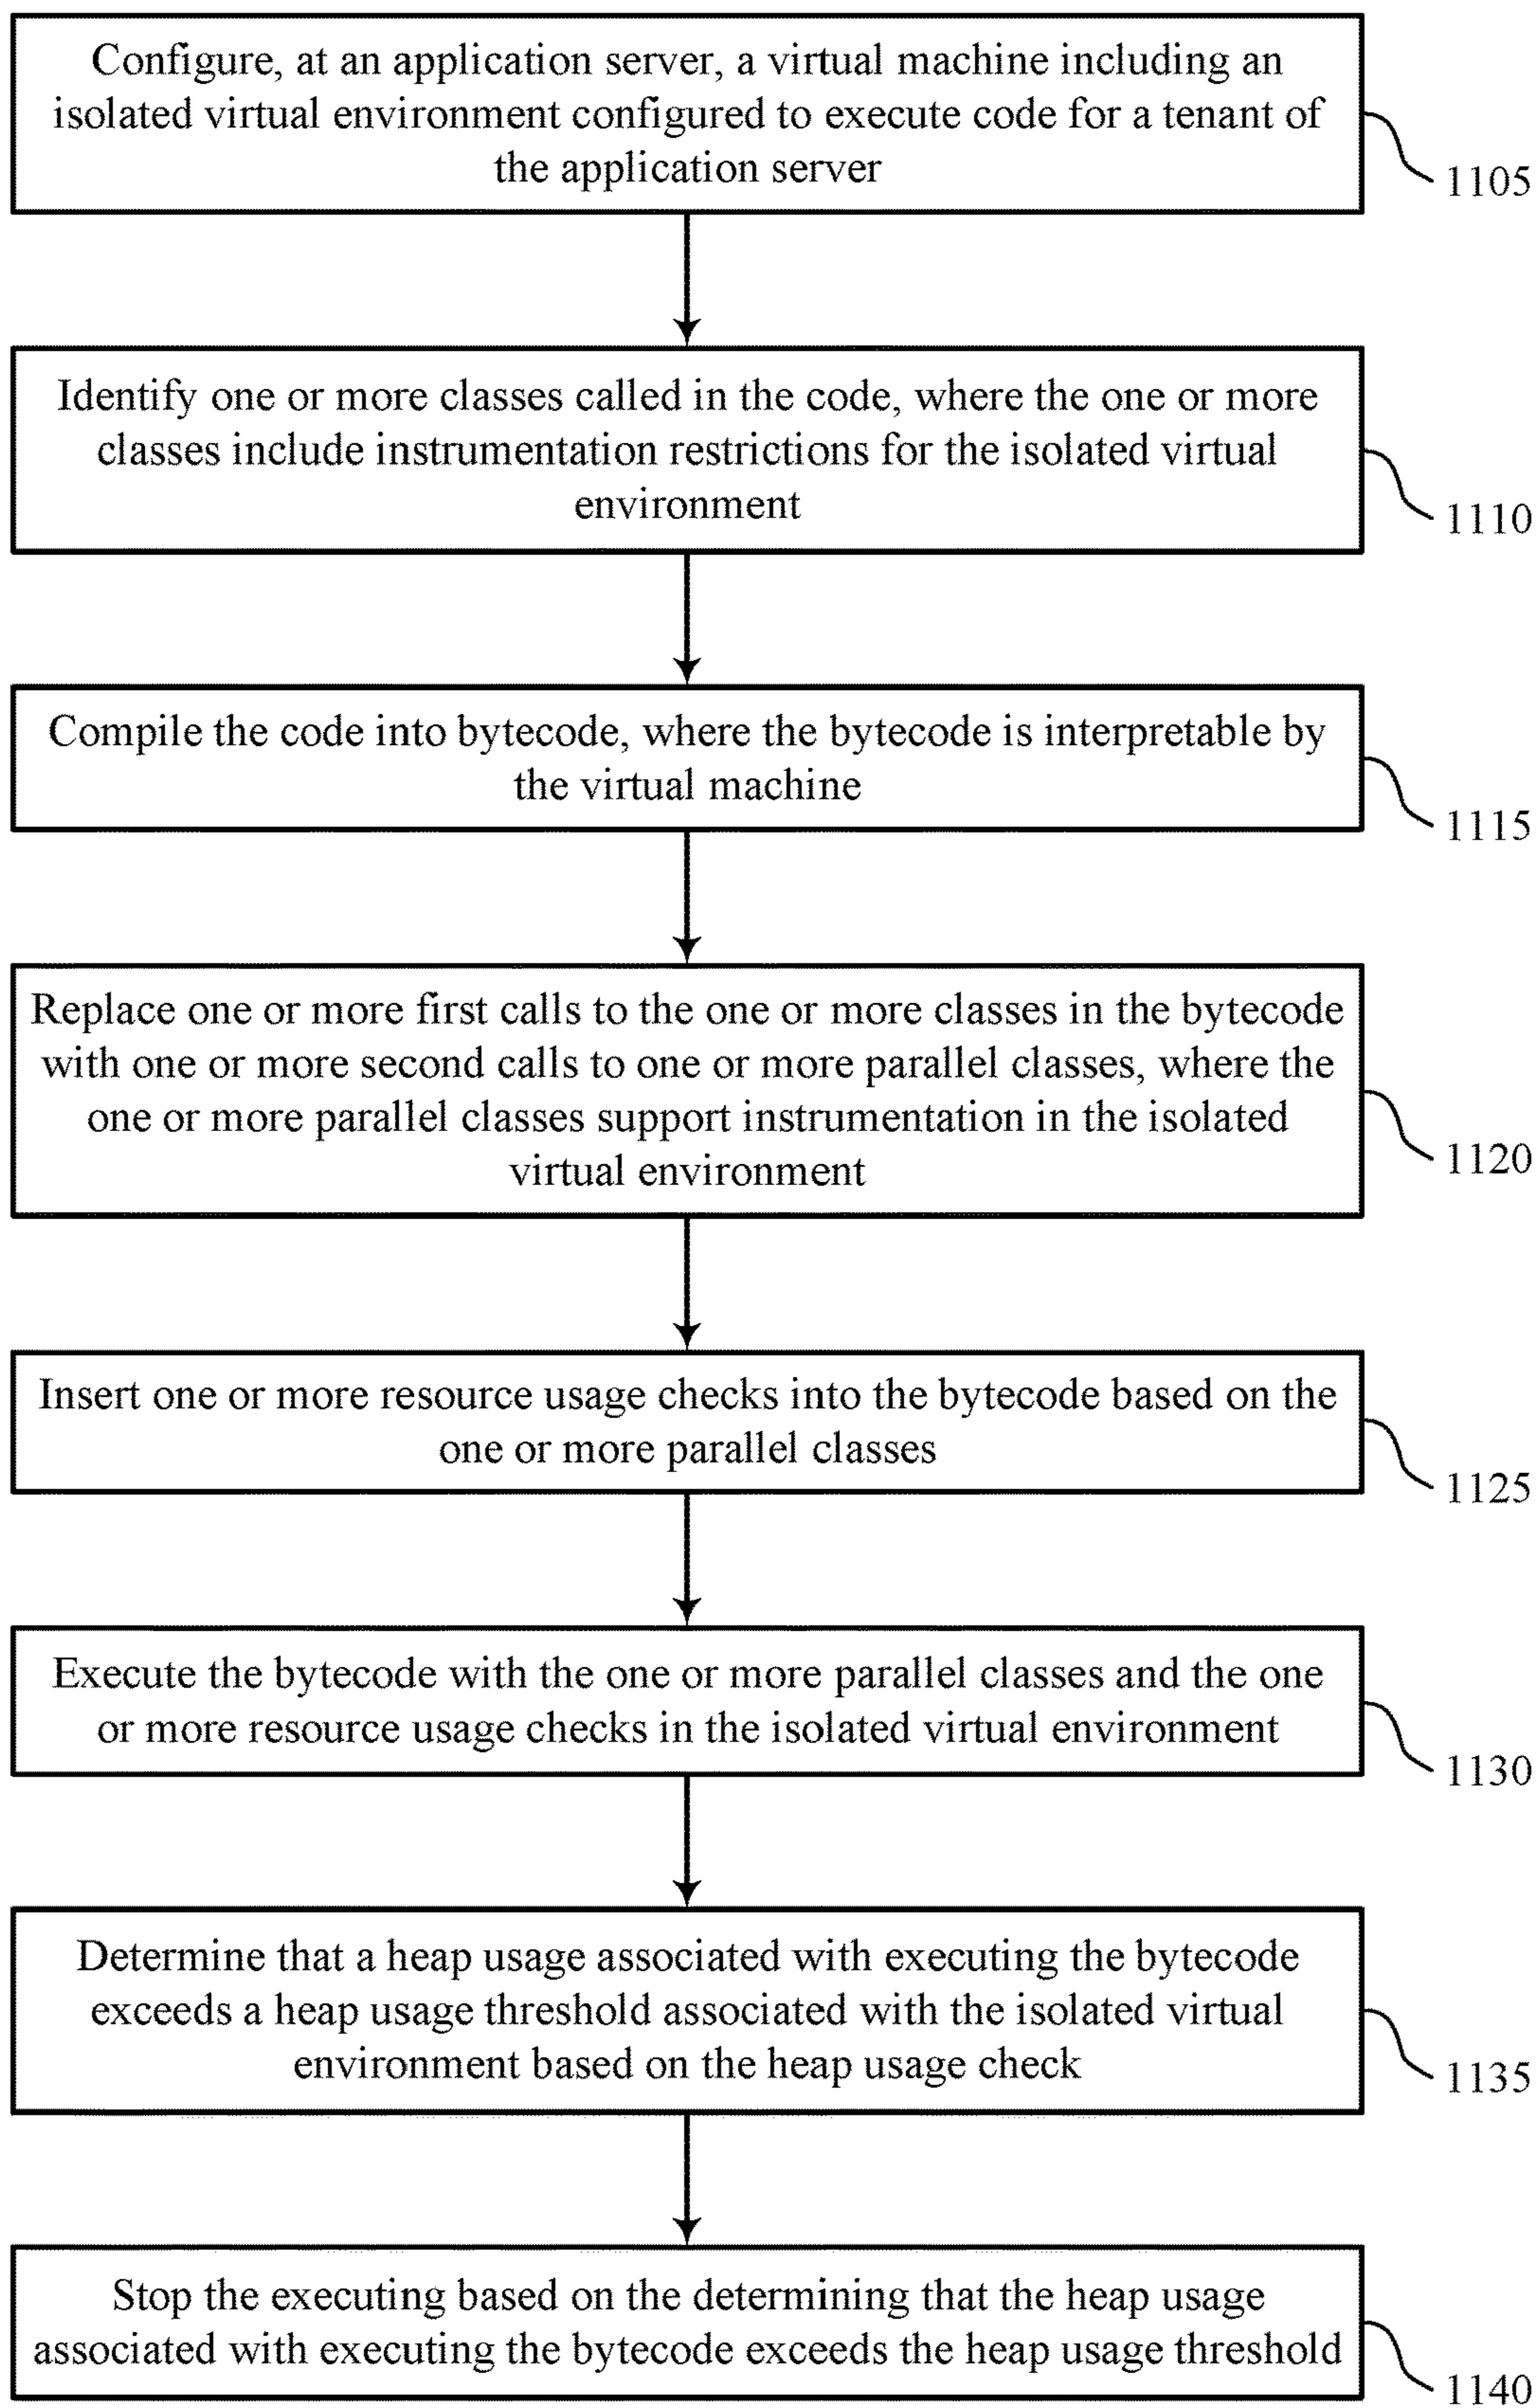 Configure, at an application server, a virtual machine including an
isolated virtual environment configured to execute code for a tenant of
the application server
1105
Identify one or more classes called in the code, where the one or more
classes include instrumentation restrictions for the isolated virtual
environment
1110
Compile the code into bytecode, where the bytecode is interpretable by
the virtual machine
1115
Replace one or more first calls to the one or more classes in the bytecode
with one or more second calls to one or more parallel classes, where the
one or more parallel classes support instrumentation in the isolated
virtual environment
1120
Insert one or more resource usage checks into the bytecode based on the
one or more parallel classes
1125
Execute the bytecode with the one or more parallel classes and the one
or more resource usage checks in the isolated virtual environment
1130
Determine that a heap usage associated with executing the bytecode
exceeds a heap usage threshold associated with the isolated virtual
environment based on the heap usage check
1135
Stop the executing based on the determining that the heap usage
associated with executing the bytecode exceeds the heap usage threshold
1140